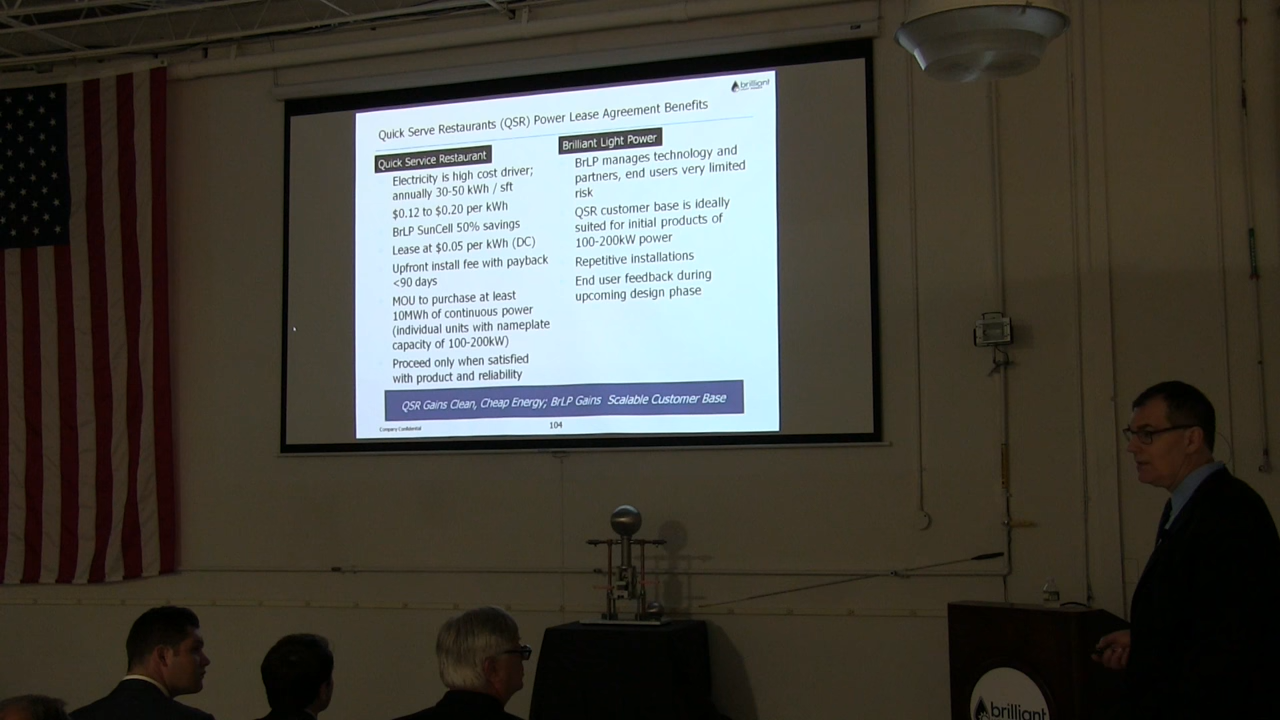 brilliant
Quick Serve Restaurants (QSR) Power Lease Agreement Benefits
Quick Service Restaurant
Electricity is high cost driver;
annually 30-50 kWh / sft
$0.12 to $0.20 per kWh
BrLP SunCell 50% savings
Lease at $0.05 per kWh (DC)
Upfront install fee with payback
<90 days
MOU to purchase at least
10MWh of continuous power
(individual units with nameplate
capacity of 100-200kW)
Proceed only when satisfied
with product and reliability
Brilliant Light Power
BrLP manages technology and
partners, end users very limited
risk
QSR customer base is ideally
suited for initial products of
100-200kW power
Repetitive installations
End user feedback during
upcoming design phase
QSR Gains Clean, Cheap Energy; BrLP Gains Scalable Customer Base
Company Confidential
104
brilliant